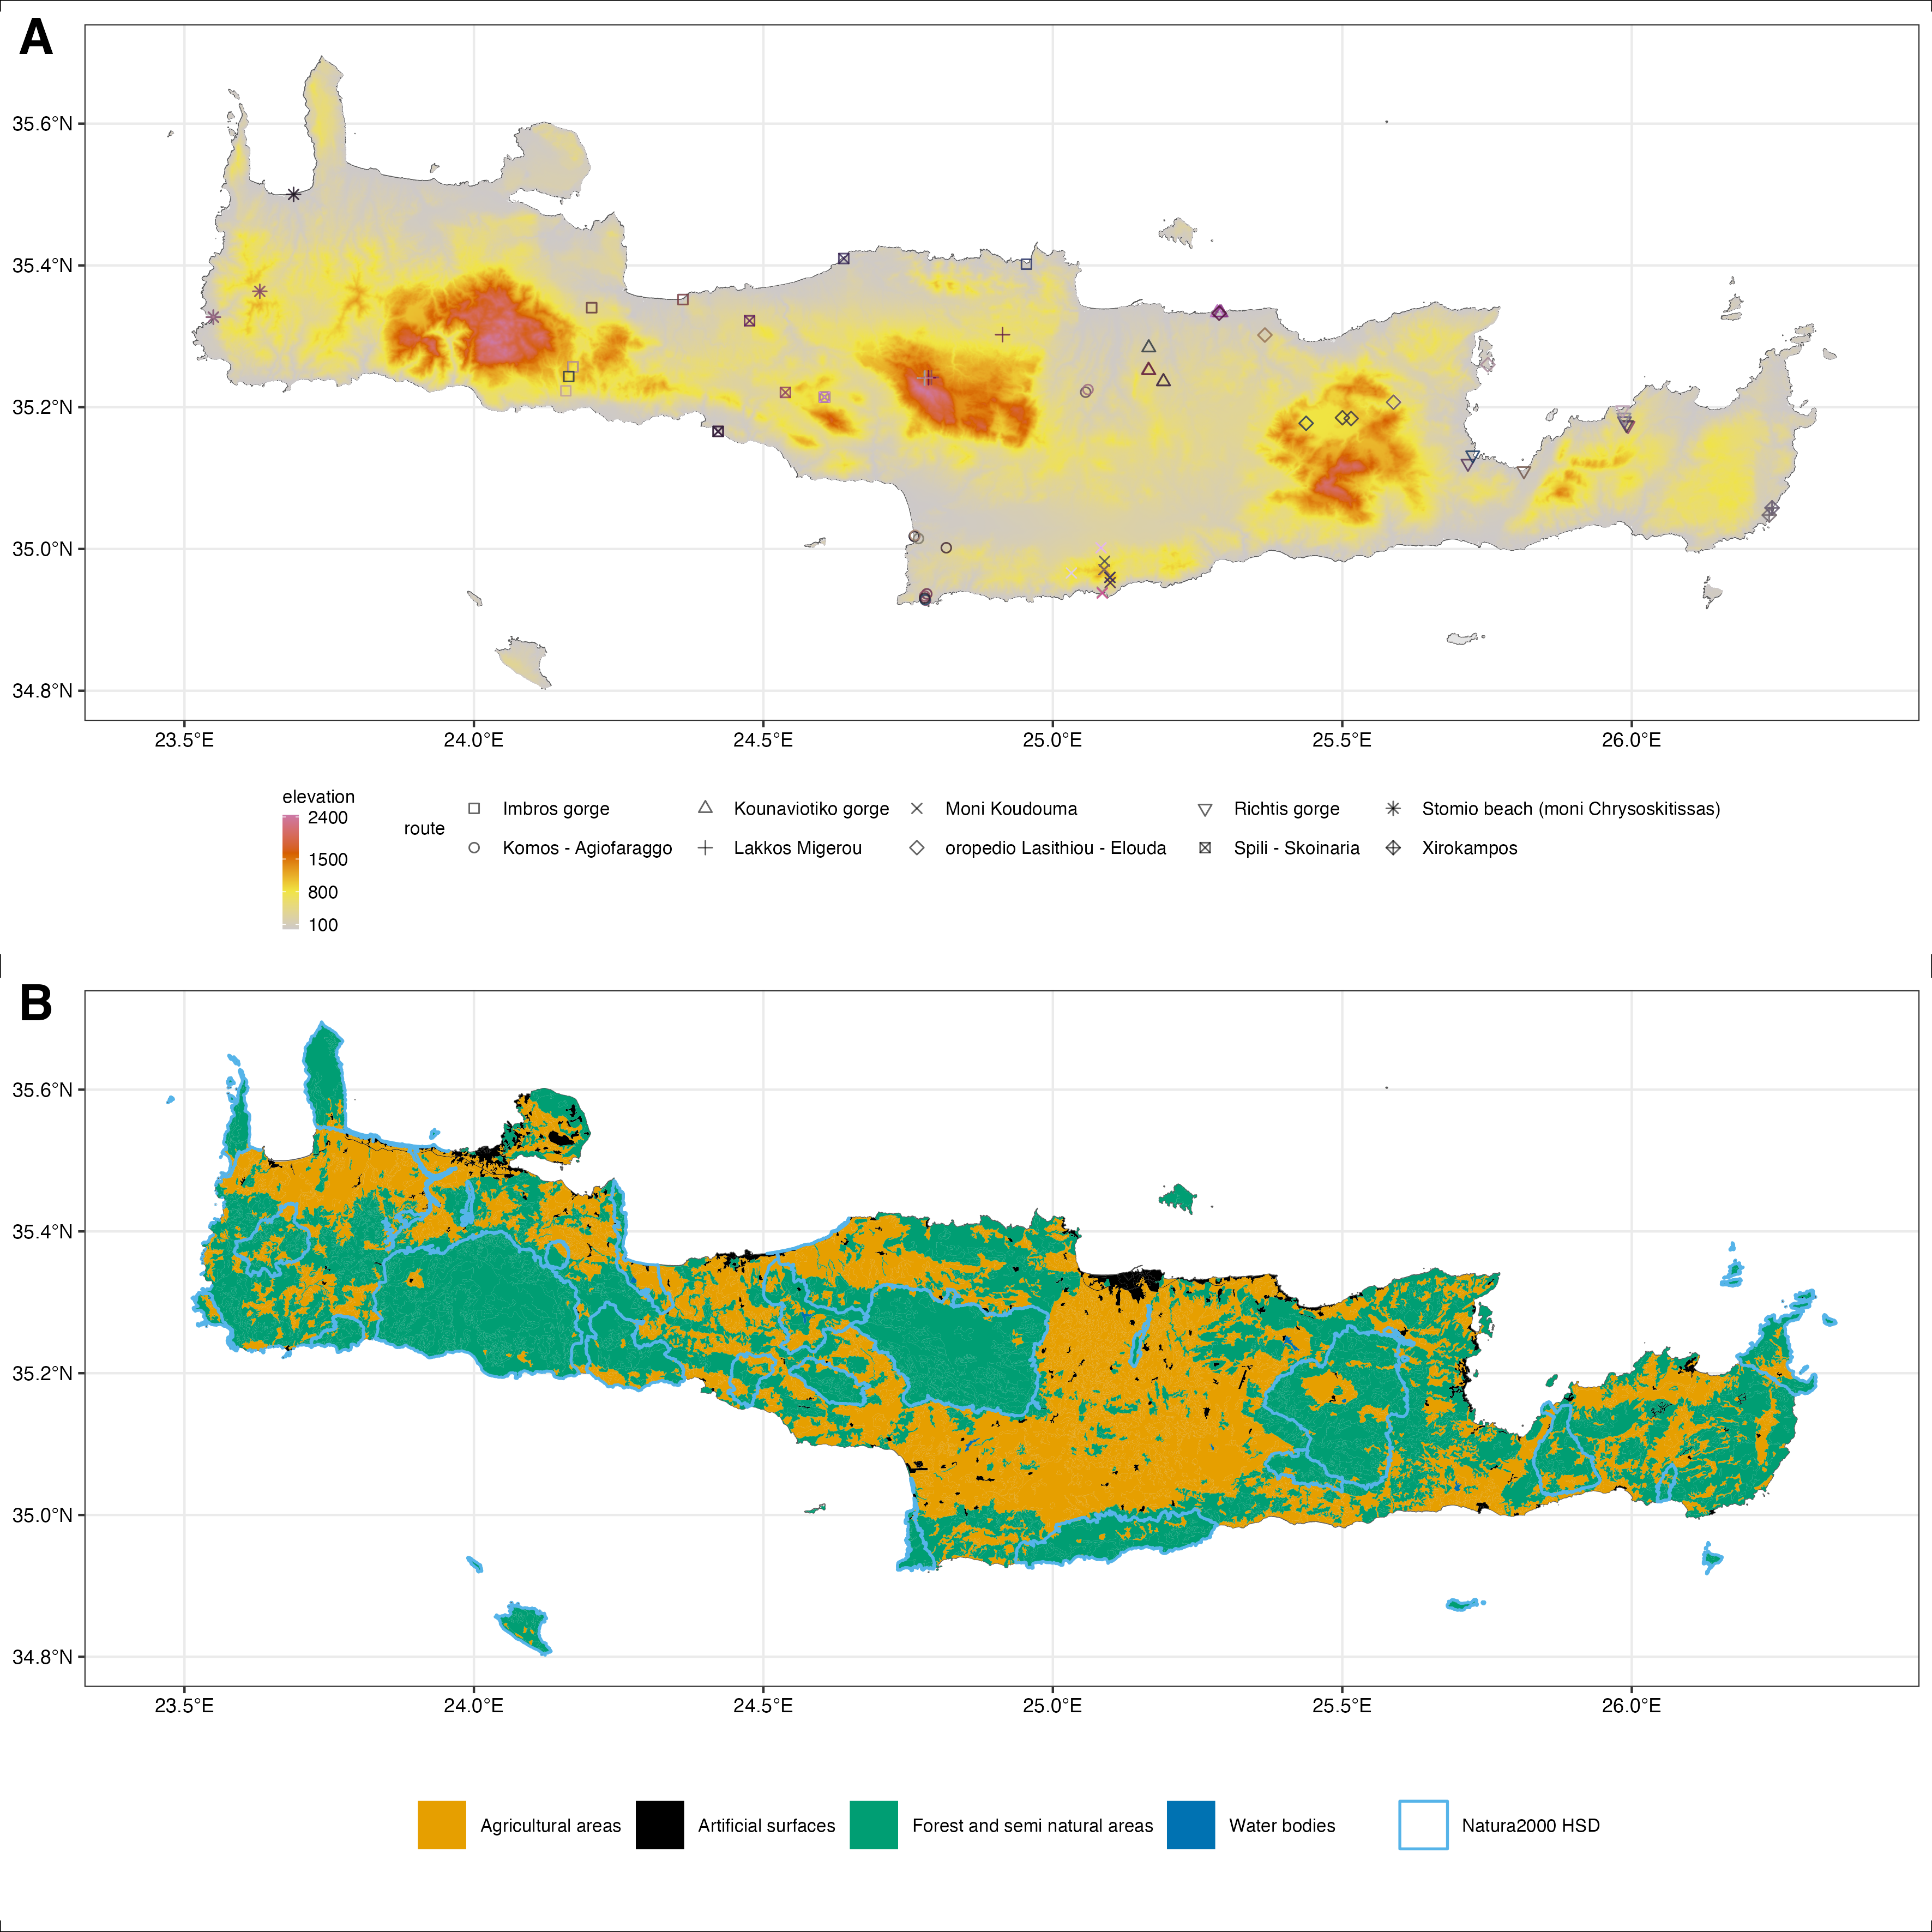 A
35.6°N
35.4°N
35.2°N
35.0°N
34.8°N
23.5°E 24.0°E 24.5°E 25.0°E 25.5°E 26.0°E
elevation
2400
1500
800
100
route
Imbros gorge Kounaviotiko gorge Moni Koudouma Richtis gorge Stomio beach (moni Chrysoskitissas)
Komos - Agiofaraggo Lakkos Migerou oropedio Lasithiou - Elouda Spili - Skoinaria Xirokampos
B
35.6°N
35.4°N
35.2°N
35.0°N
34.8°N
23.5°E 24.0°E 24.5°E 25.0°E 25.5°E 26.0°E
Agricultural areas Artificial surfaces Forest and semi natural areas Water bodies Natura2000 HSD